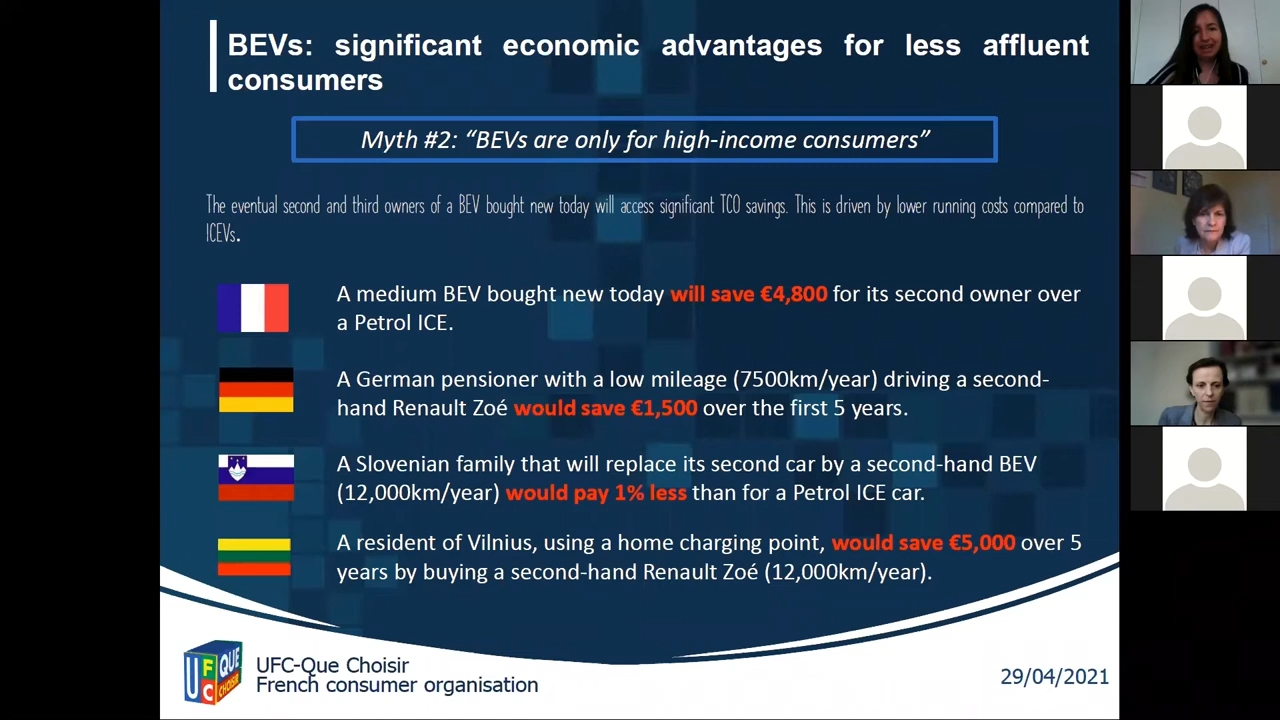 BEVs: significant economic advantages for less affluent
consumers
Myth #2: “BEVs are only for high-income consumers”
The eventual second and third owners of a BEV bought new today will access significant TCO savings. This is driven by lower running costs compared to
ICEVs.
A medium BEV bought new today will save €4,800 for its second owner over
a Petrol ICE.
A German pensioner with a low mileage (7500km/year) driving a second-
hand Renault Zoé would save €1,500 over the first 5 years.
A Slovenian family that will replace its second car by a second-hand BEV
(12,000km/year) would pay 1% less than for a Petrol ICE car.
A resident of Vilnius, using a home charging point, would save €5,000 over 5
years by buying a second-hand Renault Zoé (12,000km/year).
UFC QUE CHOISIR
UFC-Que Choisir
French consumer organisation
29/04/2021